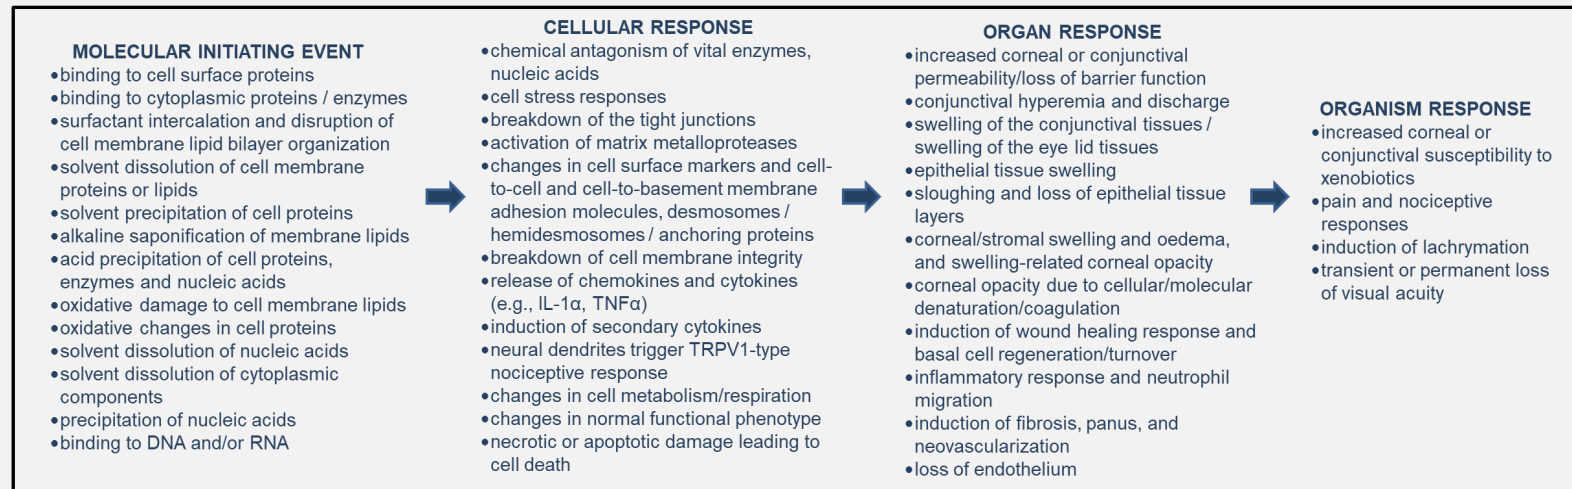 MOLECULAR INITIATING EVENT
•binding to cell surface proteins
•binding to cytoplasmic proteins / enzymes
•surfactant intercalation and disruption of
cell membrane lipid bilayer organization
•solvent dissolution of cell membrane
proteins or lipids
•solvent precipitation of cell proteins
•alkaline saponification of membrane lipids
•acid precipitation of cell proteins,
enzymes and nucleic acids
•oxidative damage to cell membrane lipids
•oxidative changes in cell proteins
•solvent dissolution of nucleic acids
•solvent dissolution of cytoplasmic
components
•precipitation of nucleic acids
•binding to DNA and/or RNA
CELLULAR RESPONSE
•chemical antagonism of vital enzymes,
nucleic acids
•cell stress responses
•breakdown of the tight junctions
•activation of matrix metalloproteases
•changes in cell surface markers and cell-
to-cell and cell-to-basement membrane
adhesion molecules, desmosomes /
hemidesmosomes / anchoring proteins
•breakdown of cell membrane integrity
•release of chemokines and cytokines
(e.g., IL-1α, TNFα)
•induction of secondary cytokines
•neural dendrites trigger TRPV1-type
nociceptive response
•changes in cell metabolism/respiration
•changes in normal functional phenotype
•necrotic or apoptotic damage leading to
cell death
ORGAN RESPONSE
•increased corneal or conjunctival
permeability/loss of barrier function
•conjunctival hyperemia and discharge
•swelling of the conjunctival tissues /
swelling of the eye lid tissues
•epithelial tissue swelling
•sloughing and loss of epithelial tissue
layers
•corneal/stromal swelling and oedema,
and swelling-related corneal opacity
•corneal opacity due to cellular/molecular
denaturation/coagulation
•induction of wound healing response and
basal cell regeneration/turnover
•inflammatory response and neutrophil
migration
•induction of fibrosis, panus, and
neovascularization
•loss of endothelium
ORGANISM RESPONSE
•increased corneal or
conjunctival susceptibility to
xenobiotics
•pain and nociceptive
responses
•induction of lachrymation
•transient or permanent loss
of visual acuity